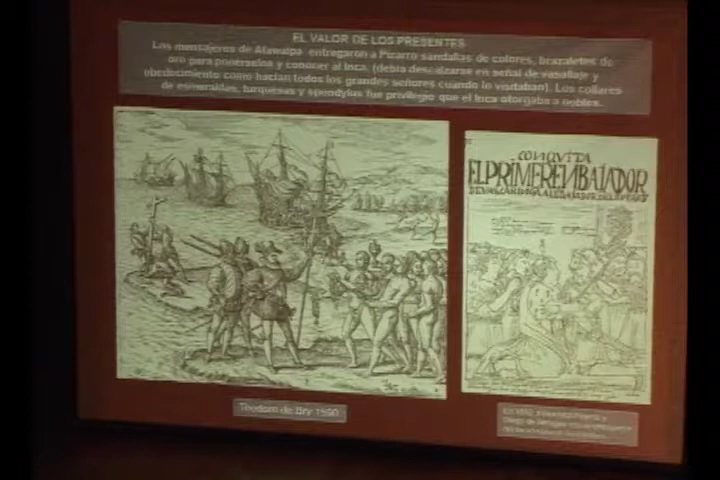 EL VALOR DE LOS PRESENTES
Los mensajeros de Atawalpa entregaron a Pizarro sandalias de colores, brazaletes de
oro para ponerselos y conocer al Inca. (debía descalzarse en señal de vasallaje y
obedecimiento como hacían todos los grandes señores cuando lo visitaban). Los collares
de esmeraldas, turquesas y spondylus fue privilegio que el Inca otorgaba a nobles.
CONQVISTA
EL PRIMER ENBAJADOR
Teodoro de Bry 1590